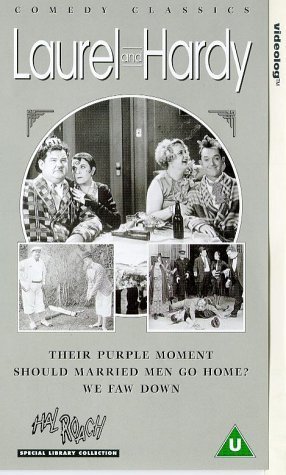 COMEDY CLASSICS
Laurel and Hardy
videolog™
THEIR PURPLE MOMENT
SHOULD MARRIED MEN GO HOME?
WE FAW DOWN
HAL ROACH
SPECIAL LIBRARY COLLECTION
U